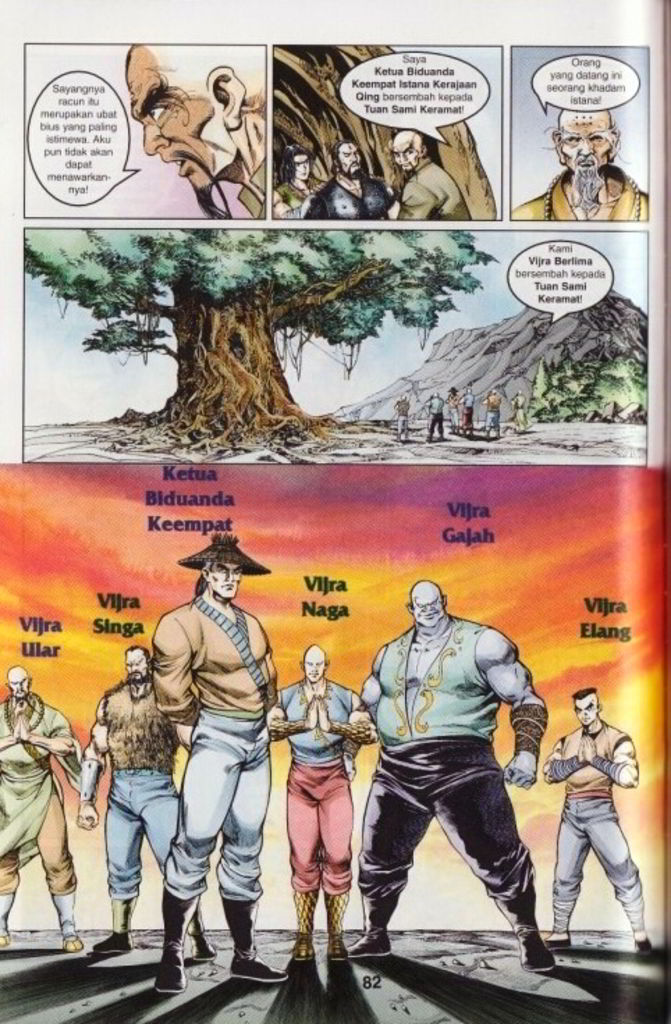 Sayangnya
racun itu
merupakan ubat
bius yang paling
istimewa. Aku
pun tidak akan
dapat
menawarkan-
nya!
Saya
Ketua Biduanda
Keempat Istana Kerajaan
Qing bersembah kepada
Tuan Sami Keramat!
Orang
yang datang ini
seorang khadam
istana!
Kami
Vijra Berlima
bersembah kepada
Tuan Sami
Keramat!
Ketua
Biduanda
Keempat
Vijra
Gajah
Vijra
Ular
Vijra
Singa
Vijra
Naga
Vijra
Elang
82